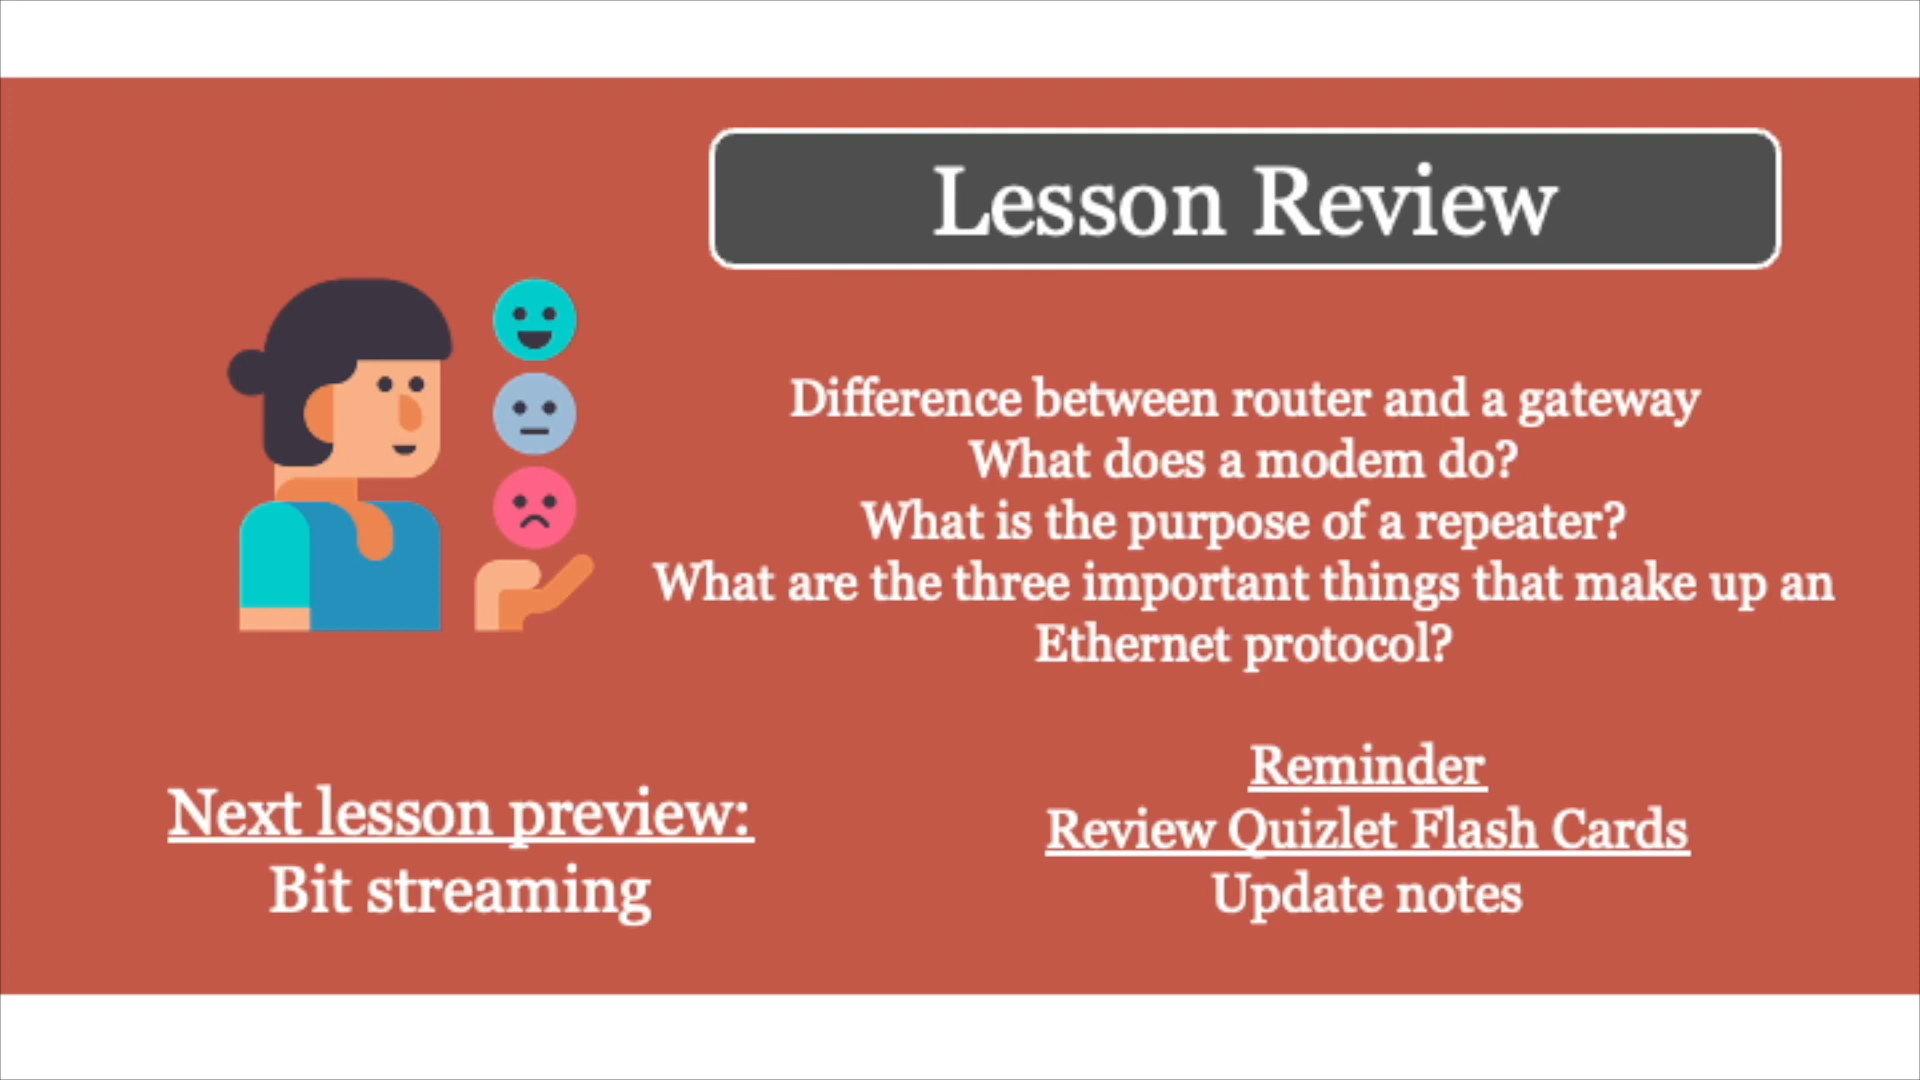 Lesson Review
Difference between router and a gateway
What does a modem do?
What is the purpose of a repeater?
What are the three important things that make up an
Ethernet protocol?
Next lesson preview:
Bit streaming
Reminder
Review Quizlet Flash Cards
Update notes